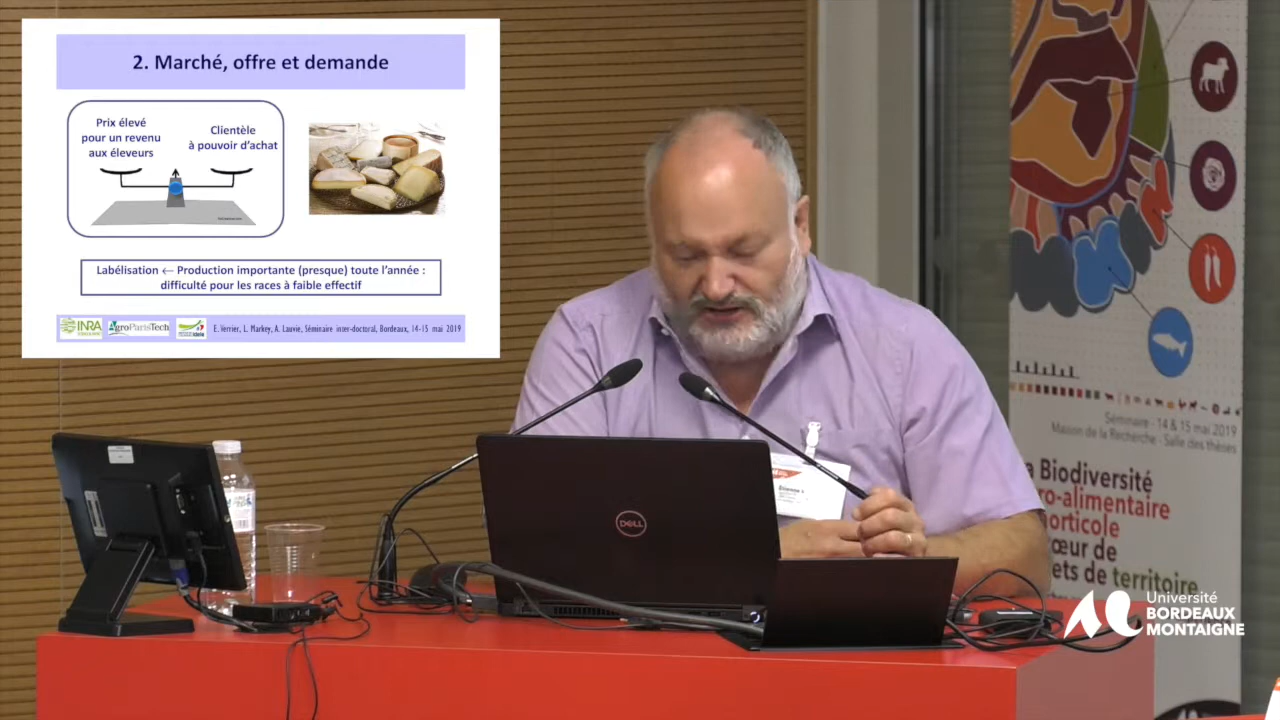 2. Marché, offre et demande
Prix élevé
pour un revenu
aux éleveurs
Clientèle
à pouvoir d'achat
Labélisation ← Production importante (presque) toute l'année :
difficulté pour les races à faible effectif
INRA
AgroParisTech
E. Verrier, L. Markey, A. Lauvie, Séminaire inter-doctoral, Bordeaux, 14-15 mai 2019
DELL
Etienne
Séminaire - 14 & 15 mai 2019
Maison de la Recherche - Salle des thèses
a Biodiversité
ro-alimentaire
horticole
cœur de
ets de territoire
Université
BORDEAUX
MONTAIGNE